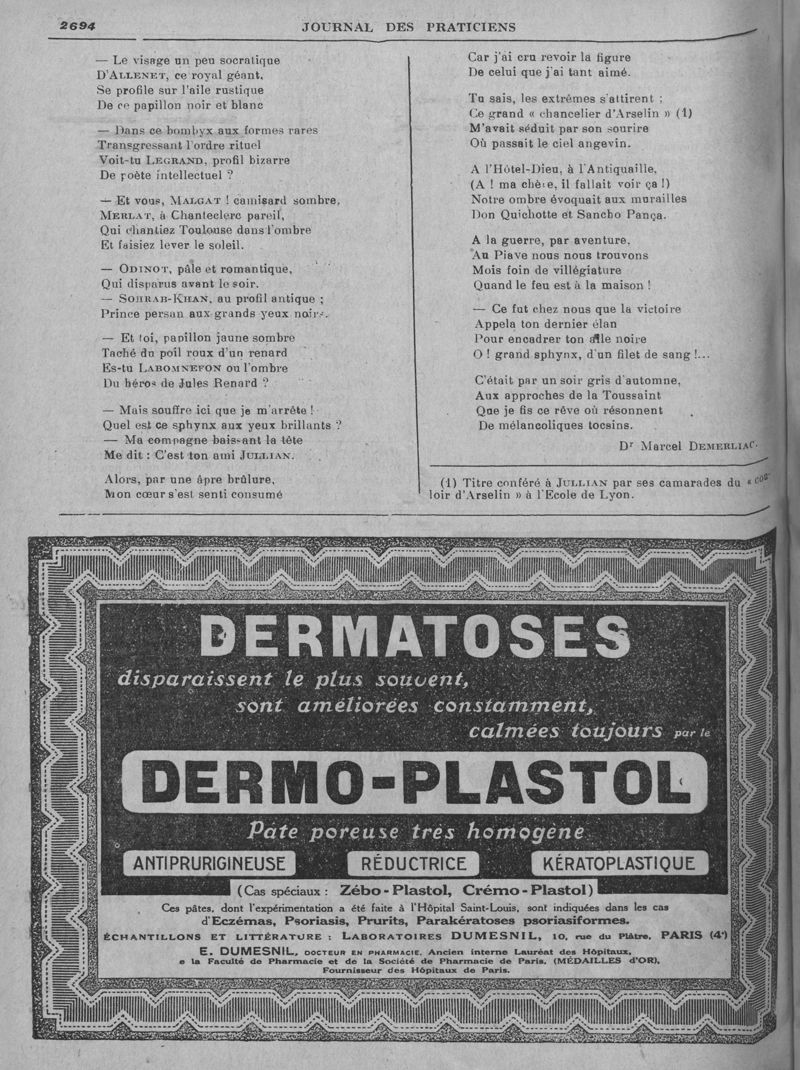 2694
JOURNAL DES PRATICIENS
— Le visage un peu socratique
D'ALLENET, ce royal géant,
Se profile sur l'aile rustique
De ce papillon noir et blanc
— Dans ce bombyx aux formes rares
Transgressant l'ordre rituel
Voit-tu LEGRAND, profil bizarre
De poète intellectuel ?
— Et vous, MALGAT ! camisard sombre,
MERLAT, à Chanteclerc pareil,
Qui chantiez Toulouse dans l'ombre
Et faisiez lever le soleil.
— ODINOT, pâle et romantique,
Qui disparus avant le soir.
— SOHRAB-KHAN, au profil antique ;
Prince persan aux grands yeux noirs.
— Et toi, papillon jaune sombre
Taché du poil roux d'un renard
Es-tu LABOMNEFON ou l'ombre
Du héros de Jules Renard ?
— Mais souffre ici que je m'arrête !
Quel est ce sphynx aux yeux brillants ?
— Ma compagne baissant la tête
Me dit : C'est ton ami JULLIAN.
Alors, par une âpre brûlure,
Mon cœur s'est senti consumé
Car j'ai cru revoir la figure
De celui que j'ai tant aimé.
Tu sais, les extrêmes s'attirent ;
Ce grand « chancelier d'Arselin » (1)
M'avait séduit par son sourire
Où passait le ciel angevin.
A l'Hôtel-Dieu, à l'Antiquaille,
(A ! ma chère, il fallait voir ça !)
Notre ombre évoquait aux murailles
Don Quichotte et Sancho Pança.
A la guerre, par aventure,
Au Piave nous nous trouvons
Mois foin de villégiature
Quand le feu est à la maison !
— Ce fut chez nous que la victoire
Appela ton dernier élan
Pour encadrer ton aîle noire
O ! grand sphynx, d'un filet de sang !...
C'était par un soir gris d'automne,
Aux approches de la Toussaint
Que je fis ce rêve où résonnent
De mélancoliques tocsins.
Dr Marcel DEMERLIAC.
(1) Titre conféré à JULLIAN par ses camarades du « cou-
loir d'Arselin » à l'Ecole de Lyon.
DERMATOSES
disparaissent le plus souvent,
sont améliorées constamment,
calmées toujours par le
DERMO-PLASTOL
Pâte poreuse très homogène
ANTIPRURIGINEUSE RÉDUCTRICE KÉRATOPLASTIQUE
(Cas spéciaux : Zébo-Plastol, Crémo-Plastol)
Ces pâtes, dont l'expérimentation a été faite à l'Hôpital Saint-Louis, sont indiquées dans les cas
d'Eczémas, Psoriasis, Prurits, Parakératoses psoriasiformes.
ÉCHANTILLONS ET LITTÉRATURE : LABORATOIRES DUMESNIL, 10, rue du Plâtre, PARIS (4e)
E. DUMESNIL, DOCTEUR EN PHARMACIE, Ancien interne Lauréat des Hôpitaux,
e la Faculté de Pharmacie et de la Société de Pharmacie de Paris, (MÉDAILLES d'OR),
Fournisseur des Hôpitaux de Paris.